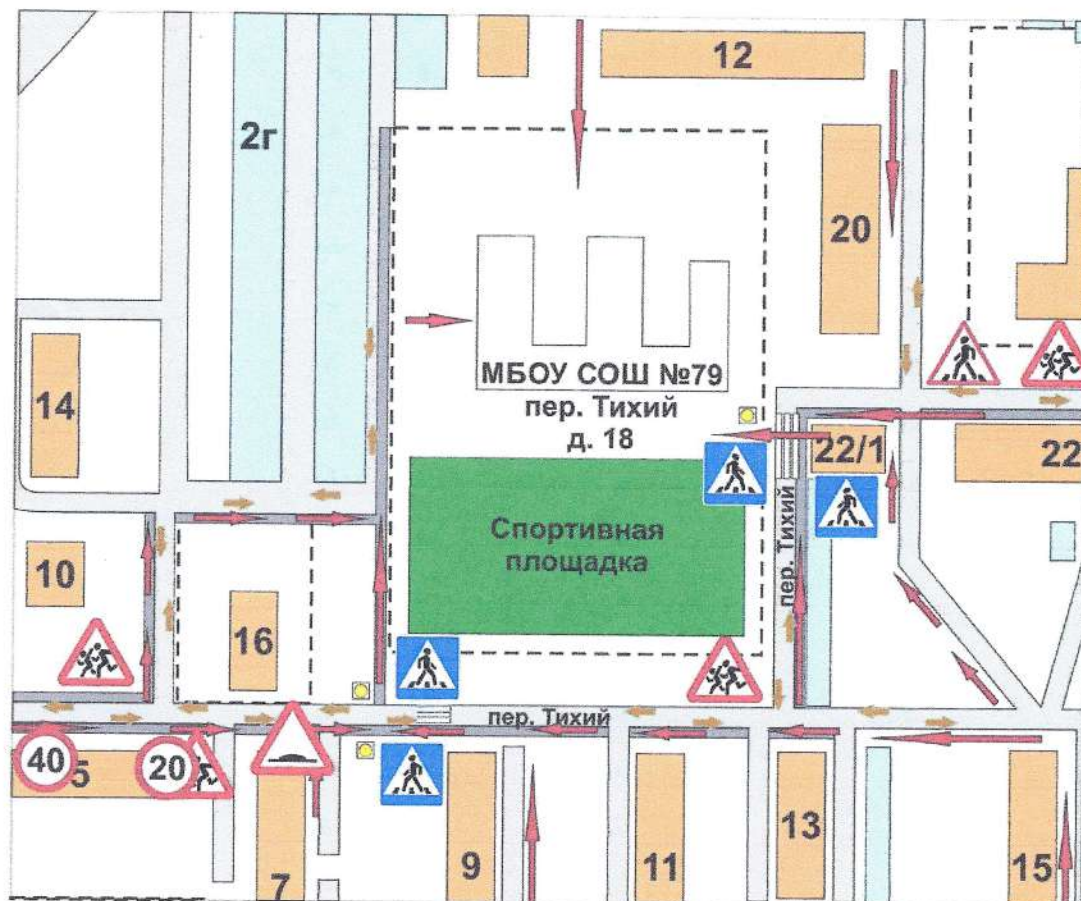 12
2г
20
14
МБОУ СОШ №79
пер. Тихий
д. 18
22/1
22
Спортивная
площадка
пер. Тихий
10
16
пер. Тихий
40
5
20
7
9
11
13
15